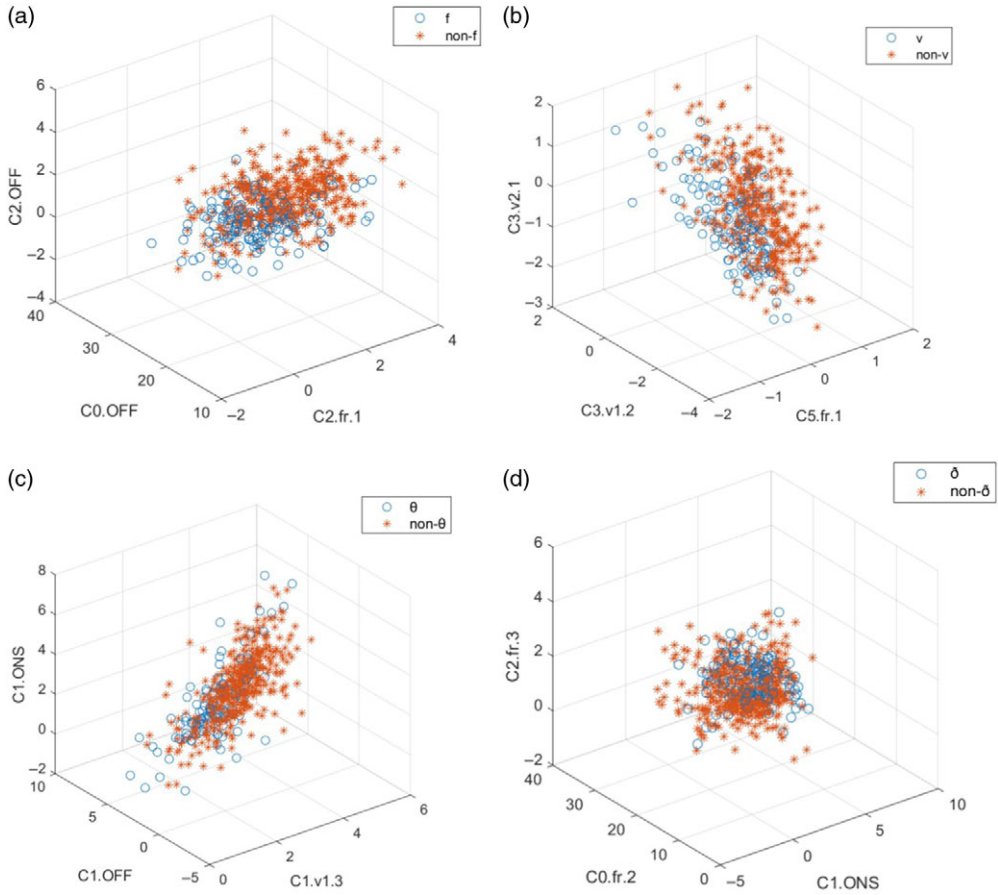 (a)
f
non-f
6
4
2
0
−2
−4
C2.OFF
40
30
20
10
C0.OFF
−2
0
2
4
C2.fr.1
(b)
v
non-v
2
1
0
−1
−2
−3
C3.v2.1
2
0
−2
−4
C3.v1.2
−2
−1
0
1
2
C5.fr.1
(c)
θ
non-θ
8
6
4
2
0
−2
C1.ONS
10
5
0
−5
C1.OFF
0
2
4
6
C1.v1.3
(d)
ð
non-ð
6
4
2
0
−2
C2.fr.3
40
30
20
10
0
C0.fr.2
−5
0
5
10
C1.ONS